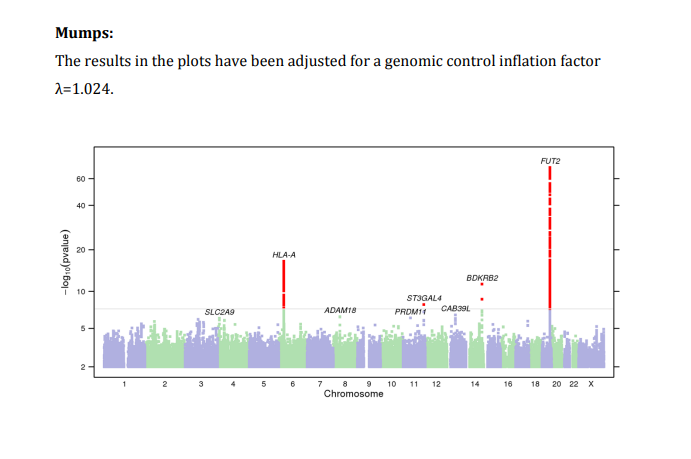 Mumps:
The results in the plots have been adjusted for a genomic control inflation factor
λ=1.024.
FUT2
60
40
HLA-A
20
BDKRB2
10
ST3GAL4
SLC2A9 ADAM18 PRDM11 CAB39L
5
2
−log₁₀(pvalue)
1 2 3 4 5 6 7 8 9 10 11 12 14 16 18 20 22 X
Chromosome